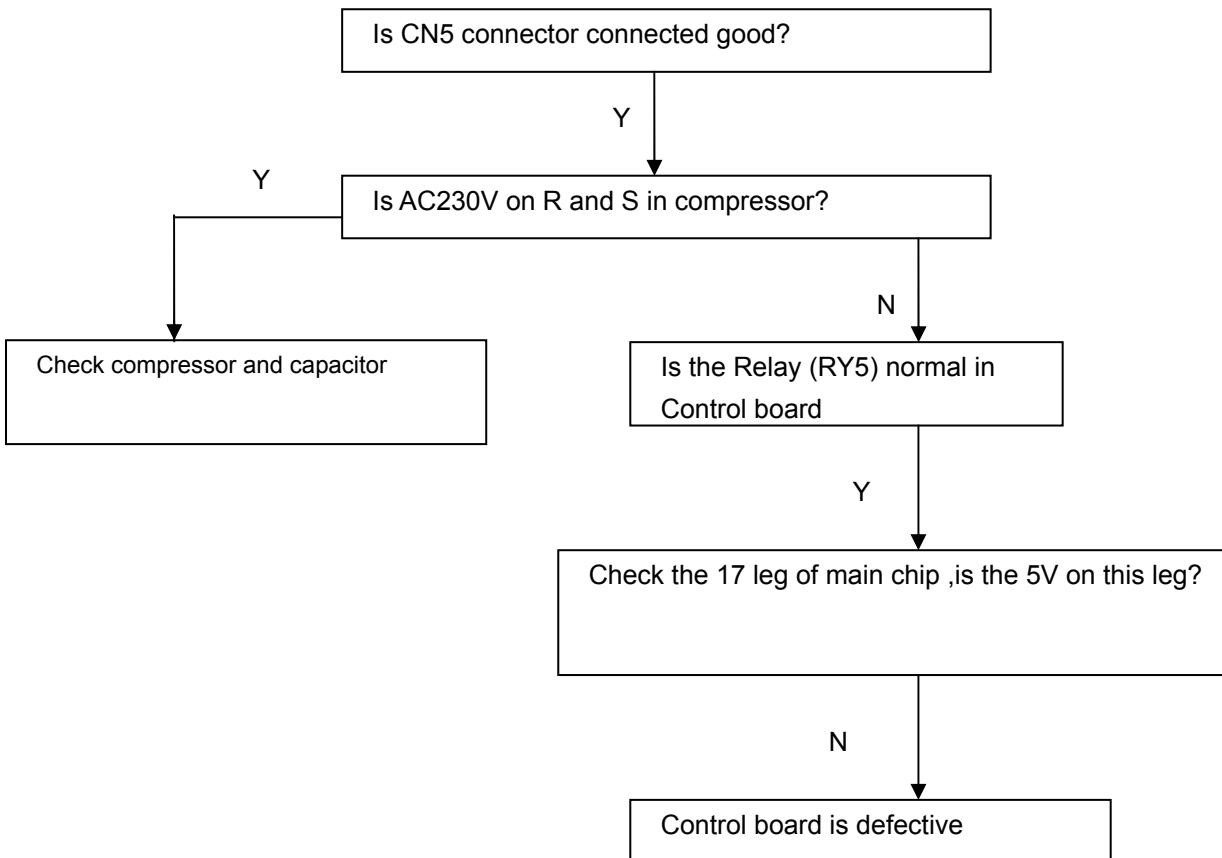 Is CN5 connector connected good?
Y
Y
Is AC230V on R and S in compressor?
N
Check compressor and capacitor
Is the Relay (RY5) normal in
Control board
Y
Check the 17 leg of main chip ,is the 5V on this leg?
N
Control board is defective